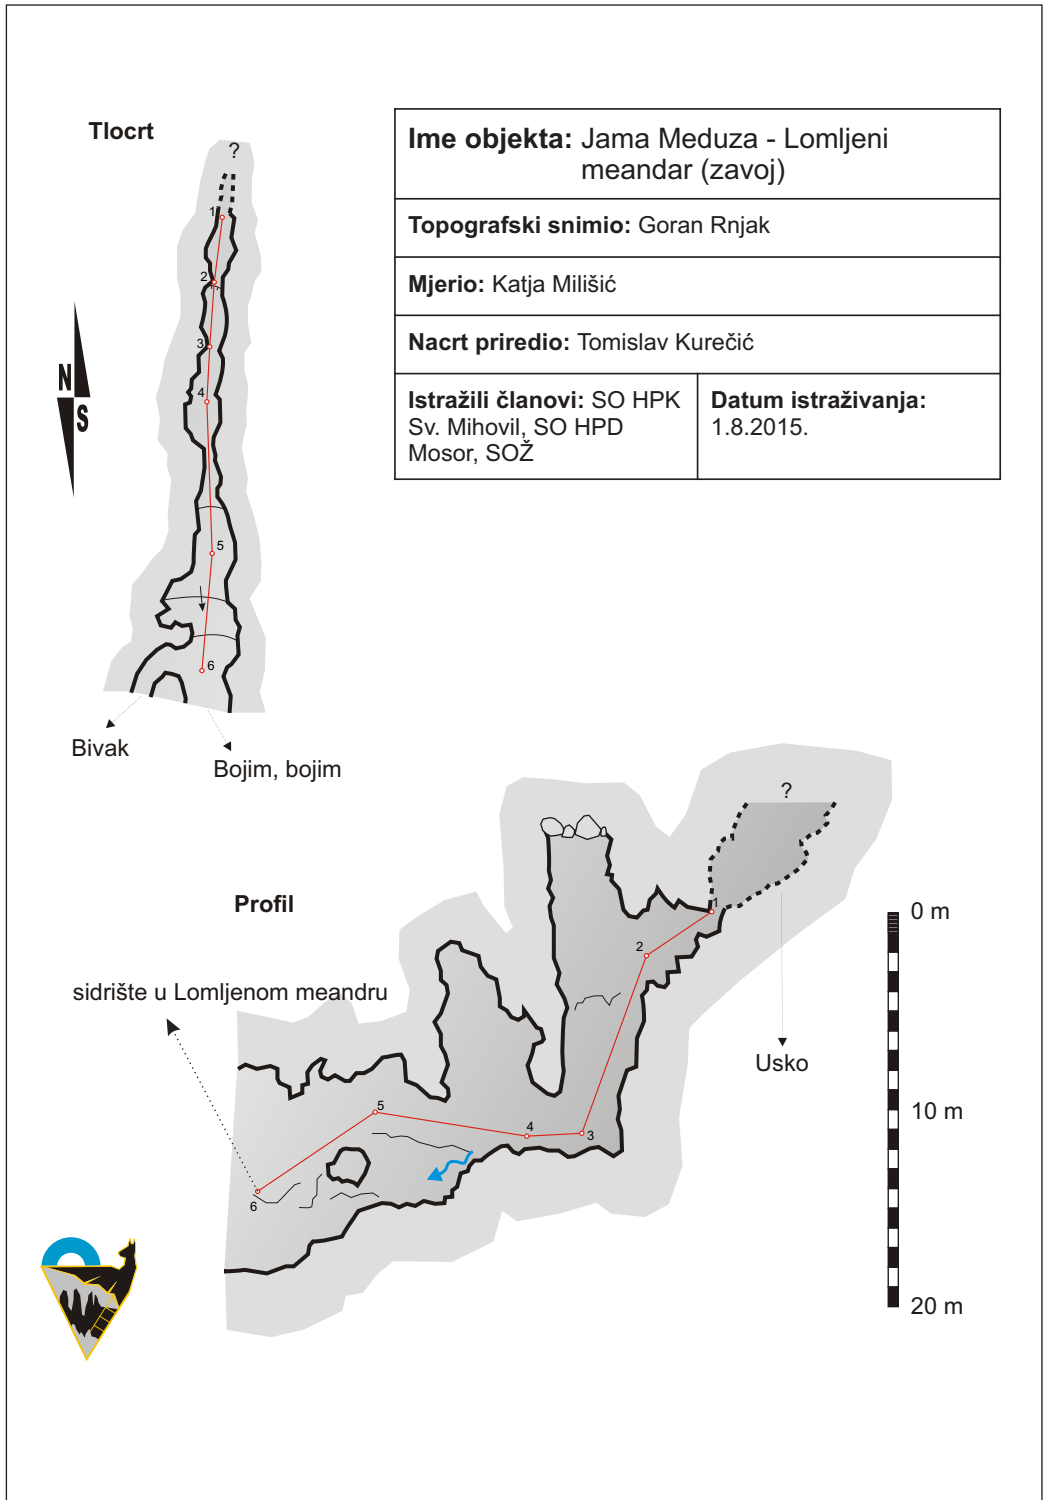 Tlocrt
?
1
2
3
4
5
6
N
S
Bivak
Bojim, bojim
Ime objekta: Jama Meduza - Lomljeni
meandar (zavoj)
Topografski snimio: Goran Rnjak
Mjerio: Katja Milišić
Nacrt priredio: Tomislav Kurečić
Istražili članovi: SO HPK
Sv. Mihovil, SO HPD
Mosor, SOŽ
Datum istraživanja:
1.8.2015.
Profil
?
1
2
3
4
5
6
sidrište u Lomljenom meandru
Usko
0 m
10 m
20 m